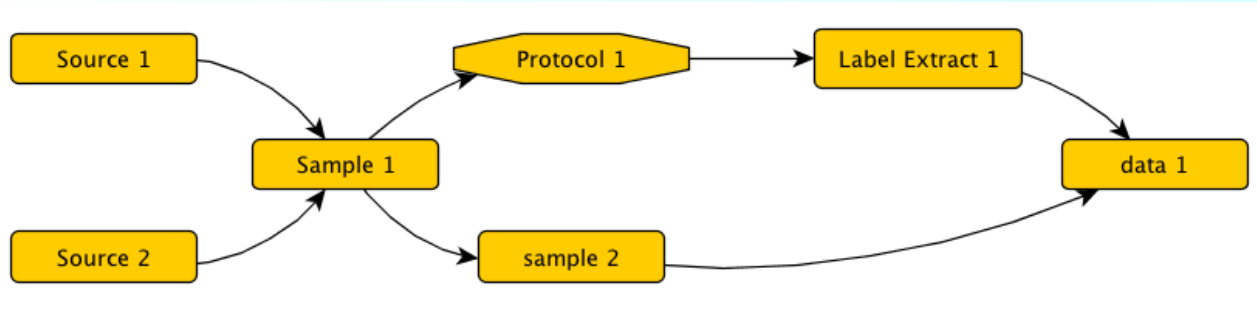 Source 1
Protocol 1
Label Extract 1
Sample 1
data 1
Source 2
sample 2